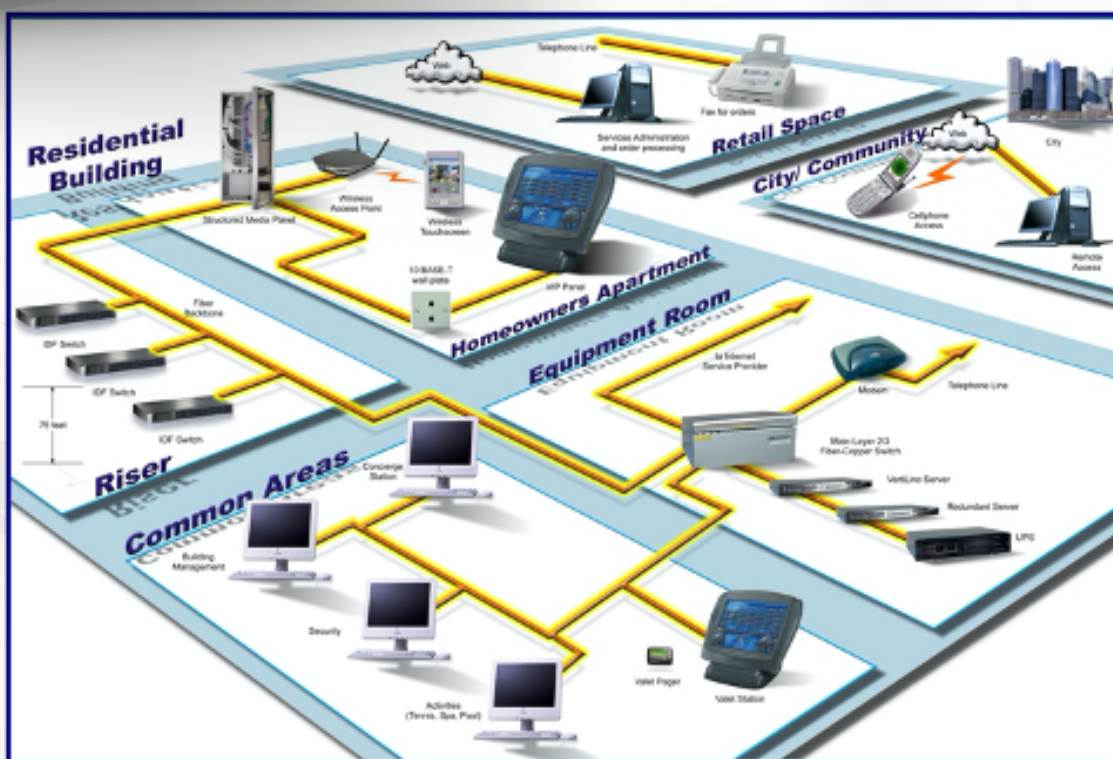 Residential
Building
Structured Media Panel
Wireless
Access Point
Wireless
Touchscreen
10 BASE-T
wall plate
VIP Panel
Homeowners Apartment
Web
Telephone Line
Services Administration
and order processing
Fax for orders
Retail Space
City/ Community
Web
City
Cellphone
Access
Remote
Access
IDF Switch
IDF Switch
IDF Switch
Fiber
Backbone
75 feet
Riser
Equipment Room
to Internet
Service Provider
Modem
Telephone Line
Main Layer 2/3
Fiber-Copper Switch
VertiLinc Server
Redundant Server
UPS
Common Areas
Concierge
Station
Building
Management
Security
Activities
(Tennis, Spa, Pool)
Valet Pager
Valet Station